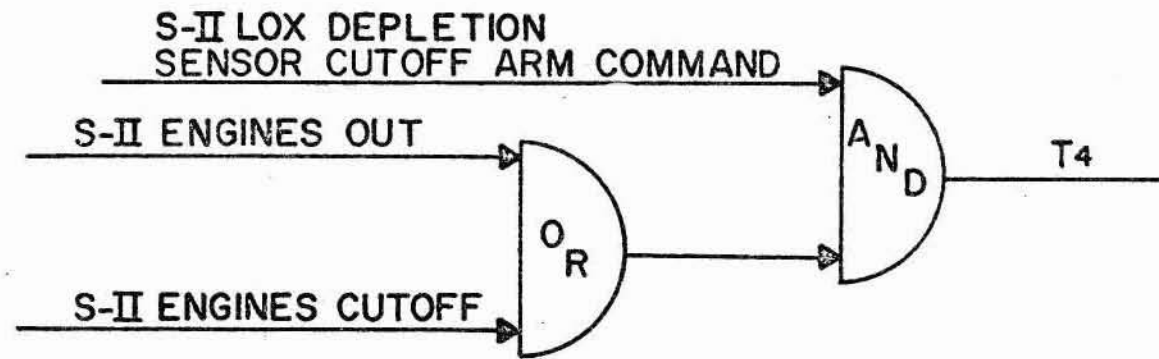 S-II LOX DEPLETION
SENSOR CUTOFF ARM COMMAND
S-II ENGINES OUT
AND
T4
OR
S-II ENGINES CUTOFF